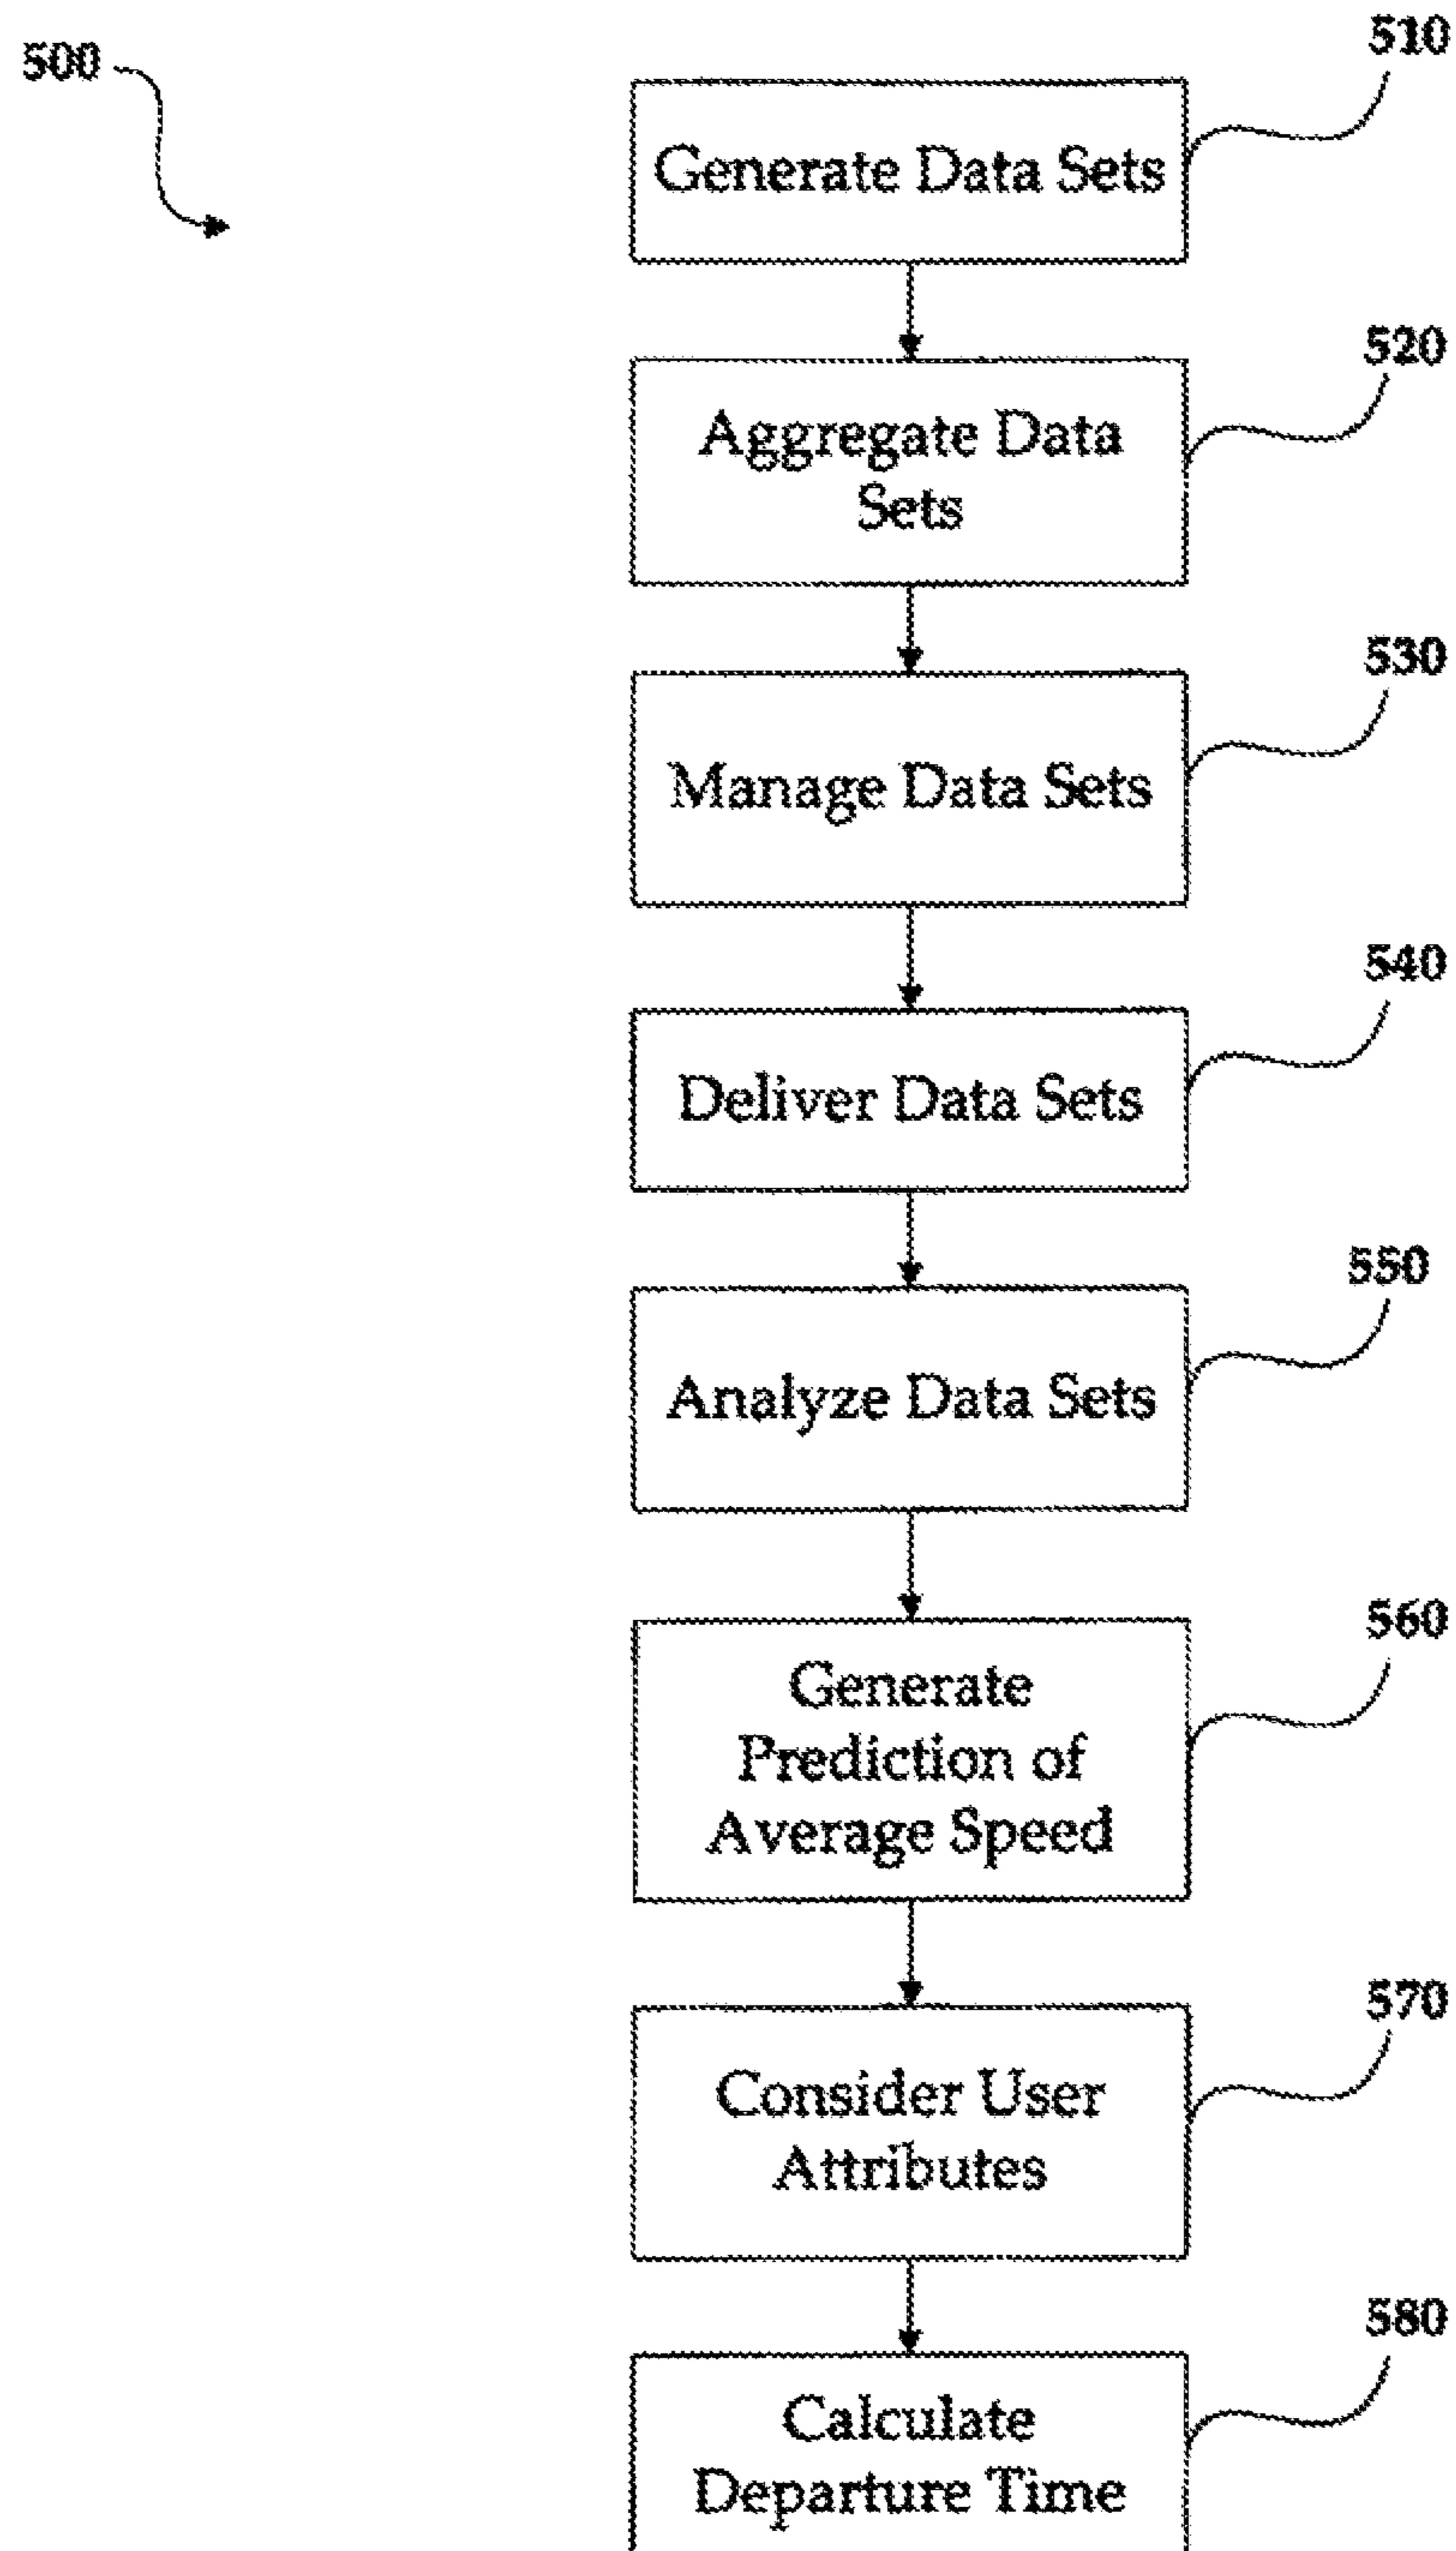 500
510
Generate Data Sets
520
Aggregate Data
Sets
530
Manage Data Sets
540
Deliver Data Sets
550
Analyze Data Sets
560
Generate
Prediction of
Average Speed
570
Consider User
Attributes
580
Calculate
Departure Time